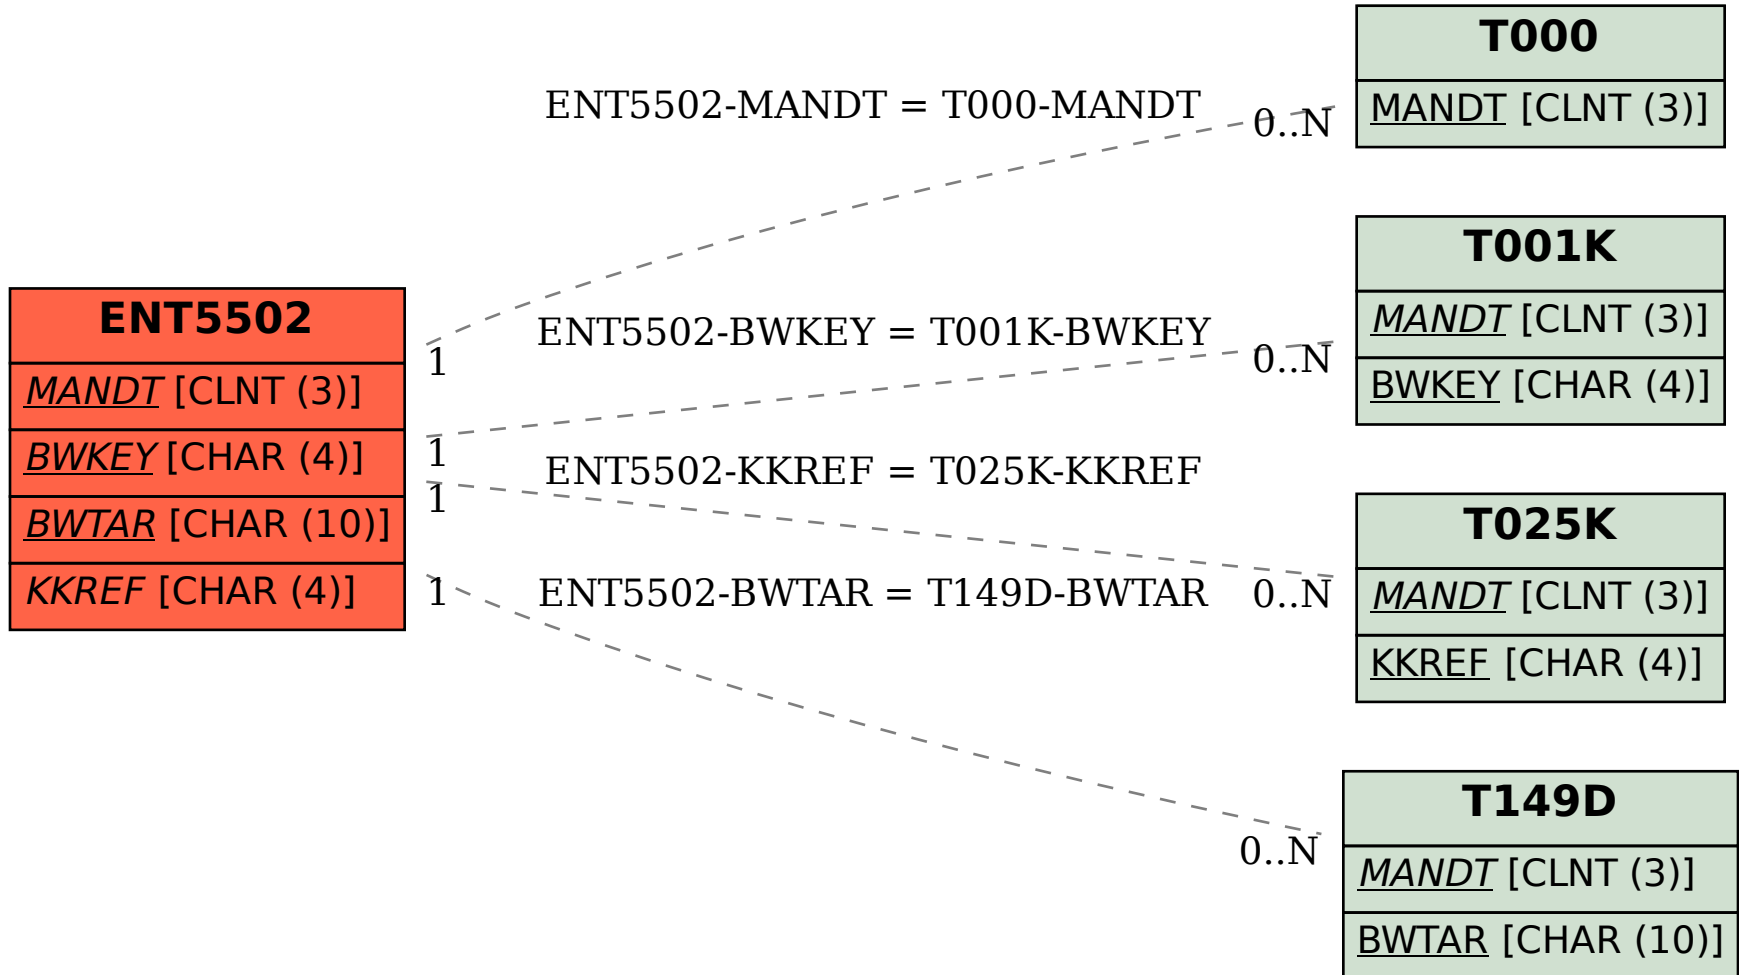 T000
MANDT [CLNT (3)]
ENT5502-MANDT = T000-MANDT
0..N
T001K
MANDT [CLNT (3)]
BWKEY [CHAR (4)]
ENT5502
MANDT [CLNT (3)]
BWKEY [CHAR (4)]
BWTAR [CHAR (10)]
KKREF [CHAR (4)]
1
ENT5502-BWKEY = T001K-BWKEY
0..N
1
ENT5502-KKREF = T025K-KKREF
1
T025K
MANDT [CLNT (3)]
KKREF [CHAR (4)]
1
ENT5502-BWTAR = T149D-BWTAR
0..N
T149D
MANDT [CLNT (3)]
BWTAR [CHAR (10)]
0..N